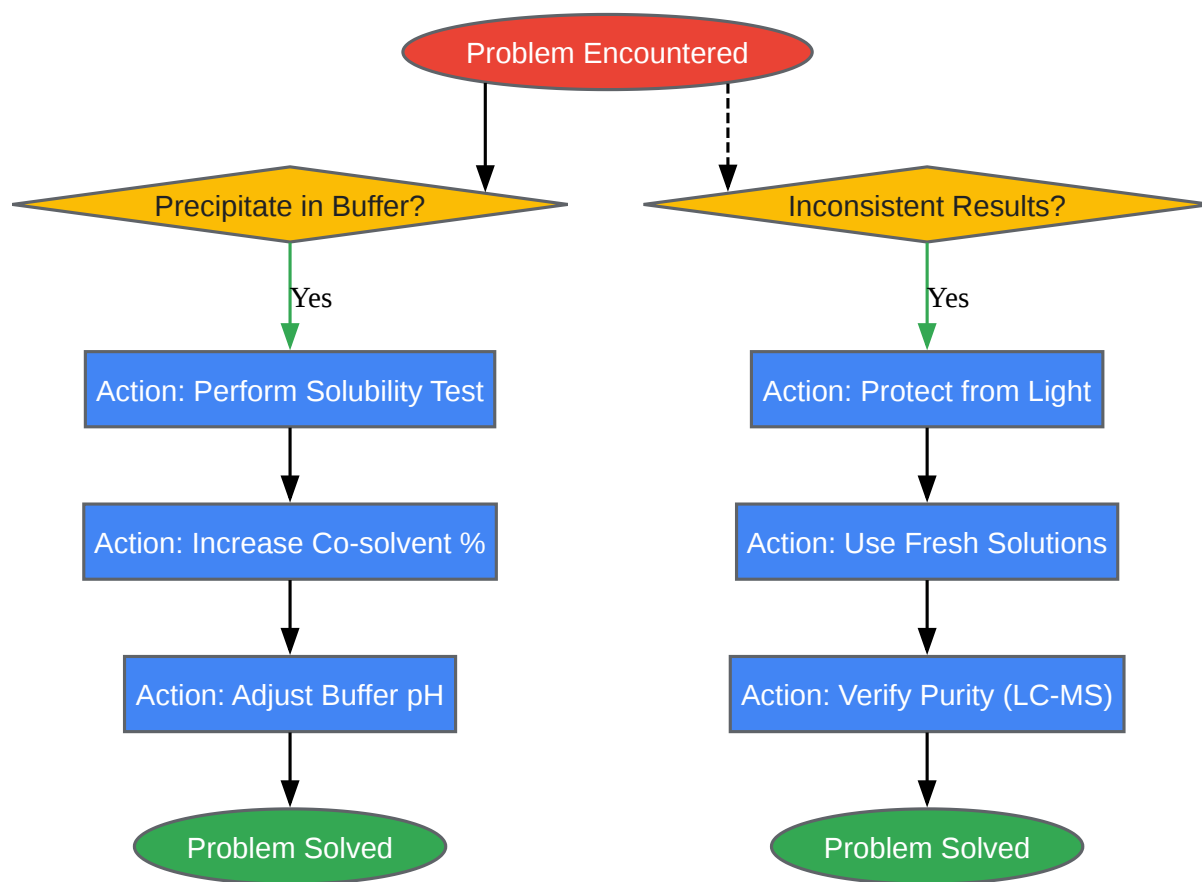 Problem Encountered
Precipitate in Buffer?
Inconsistent Results?
Yes
Yes
Action: Perform Solubility Test
Action: Protect from Light
Action: Increase Co-solvent %
Action: Use Fresh Solutions
Action: Adjust Buffer pH
Action: Verify Purity (LC-MS)
Problem Solved
Problem Solved